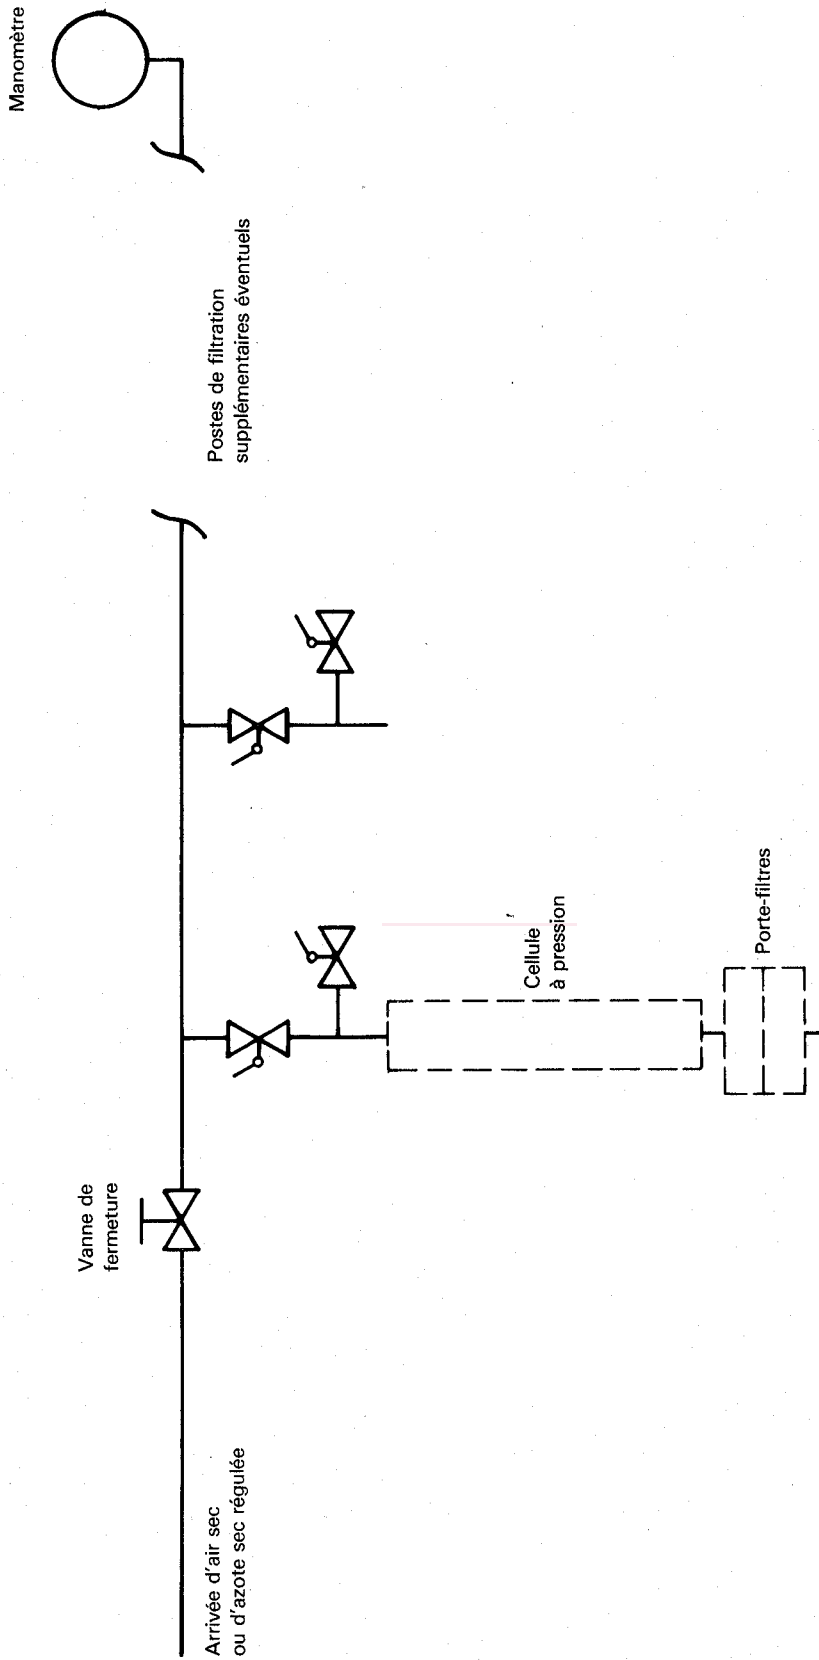 Manomètre
Postes de filtration
supplémentaires éventuels
Cellule
à pression
Porte-filtres
Vanne de
fermeture
Arrivée d'air sec
ou d'azote sec régulée